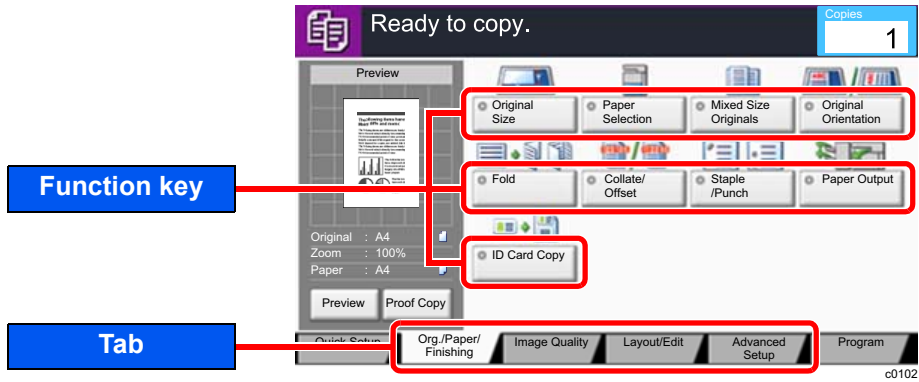 Ready to copy.
Copies
1
Preview
Original
Size
Paper
Selection
Mixed Size
Originals
Original
Orientation
Function key
Fold
Collate/
Offset
Staple
/Punch
Paper Output
Original : A4
Zoom : 100%
Paper : A4
ID Card Copy
Preview
Proof Copy
Tab
Quick Setup
Org./Paper/
Finishing
Image Quality
Layout/Edit
Advanced
Setup
Program
c0102